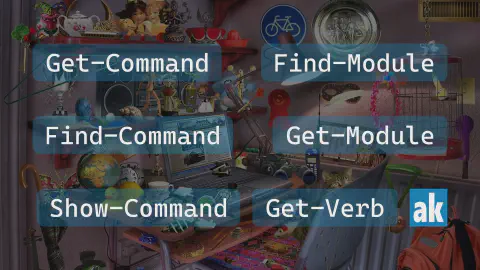 Get-Command
Find-Module
Find-Command
Get-Module
Show-Command
Get-Verb
ak